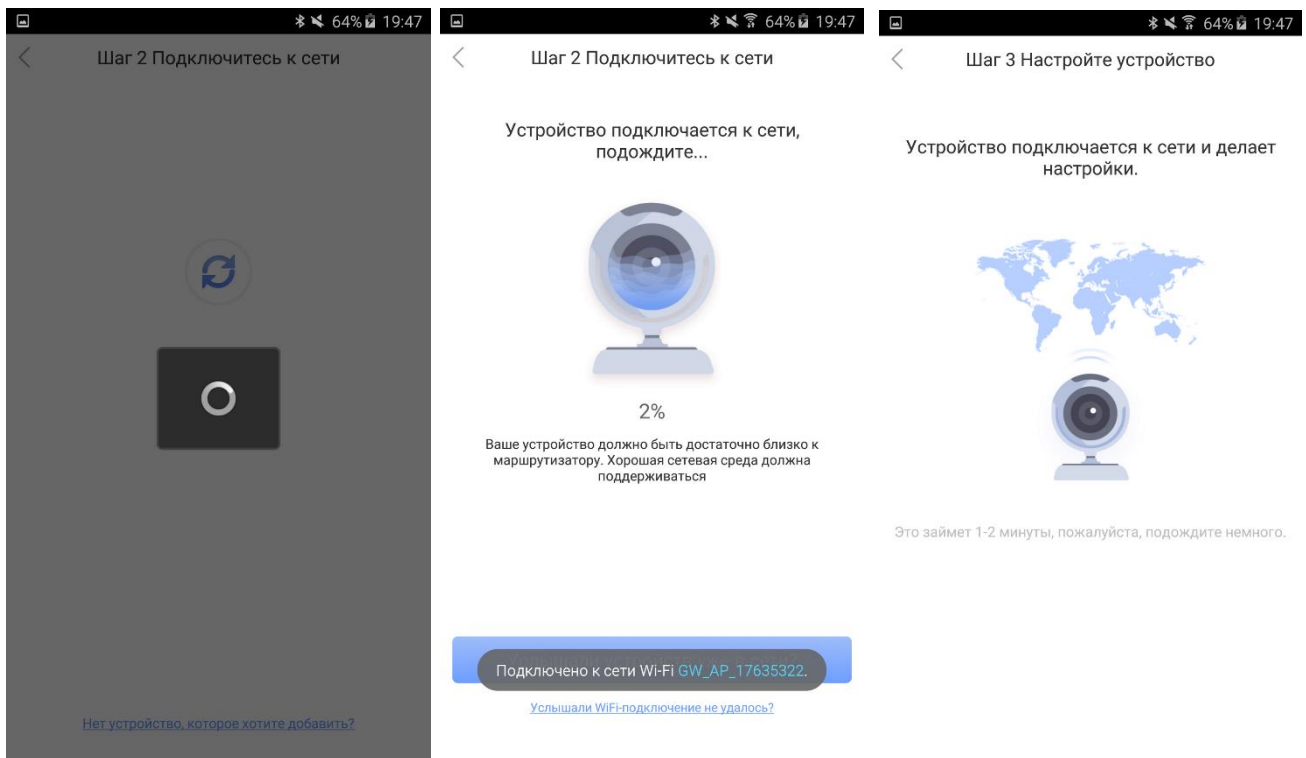 64% 19:47
Шаг 2 Подключитесь к сети
Нет устройство, которое хотите добавить?
64% 19:47
Шаг 2 Подключитесь к сети
Устройство подключается к сети,
подождите...
2%
Ваше устройство должно быть достаточно близко к
маршрутизатору. Хорошая сетевая среда должна
поддерживаться
Подключено к сети Wi-Fi GW_AP_17635322.
Услышали WiFi-подключение не удалось?
64% 19:47
Шаг 3 Настройте устройство
Устройство подключается к сети и делает
настройки.
Это займет 1-2 минуты, пожалуйста, подождите немного.